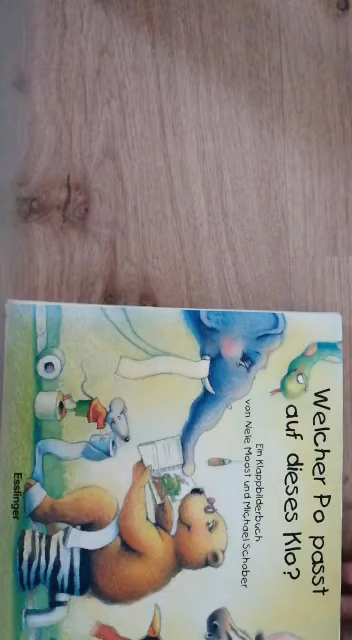 Welcher Po passt
auf dieses Klo?
Ein Klappbilderbuch
von Nele Moost und Michael Schober
Esslinger